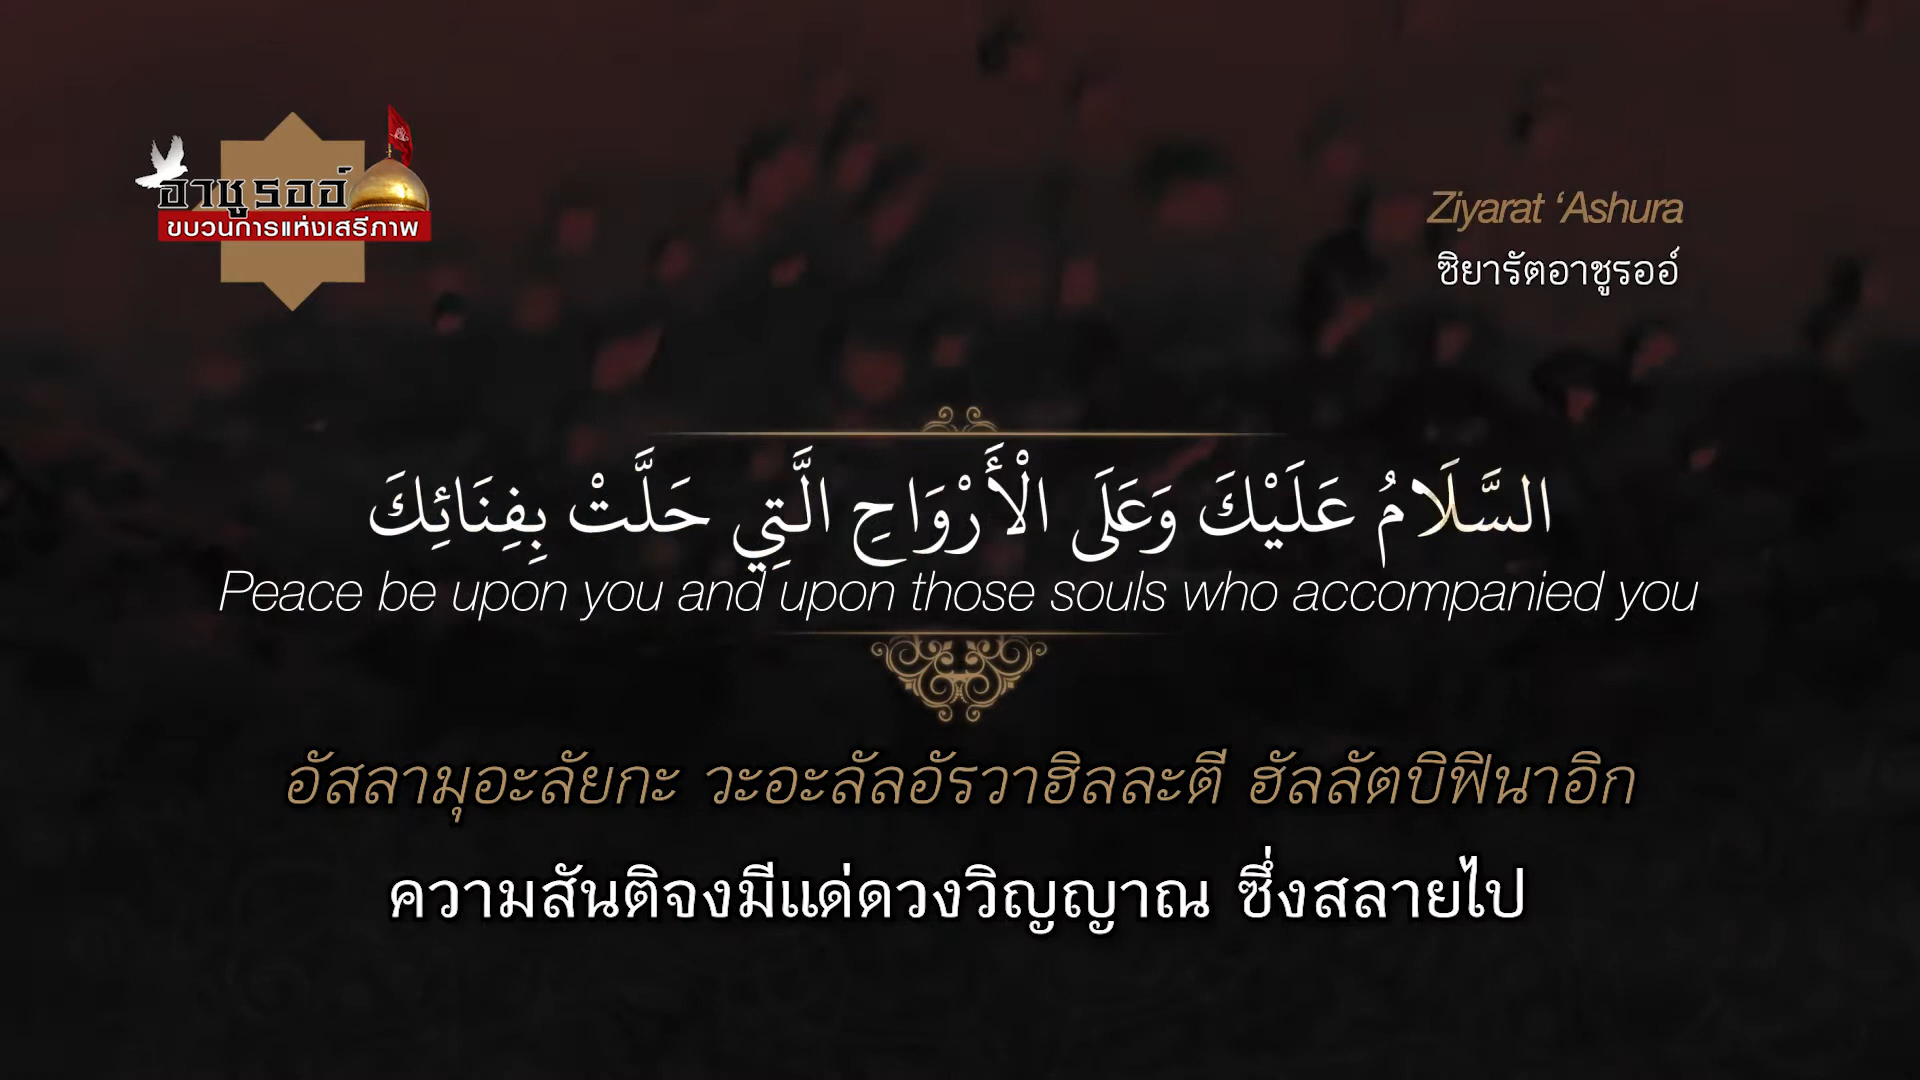 อาชูรออ์
ขบวนการแห่งเสรีภาพ
Ziyarat ‘Ashura
ซิยารัตอาชูรออ์
السَّلَامُ عَلَيْكَ وَعَلَى الْأَرْوَاحِ الَّتِي حَلَّتْ بِفِنَائِكَ
Peace be upon you and upon those souls who accompanied you
อัสลามุอะลัยกะ วะอะลัลอัรวาฮิลละตี ฮัลลัตบิฟินาอิก
ความสันติจงมีแด่ดวงวิญญาณ ซึ่งสลายไป